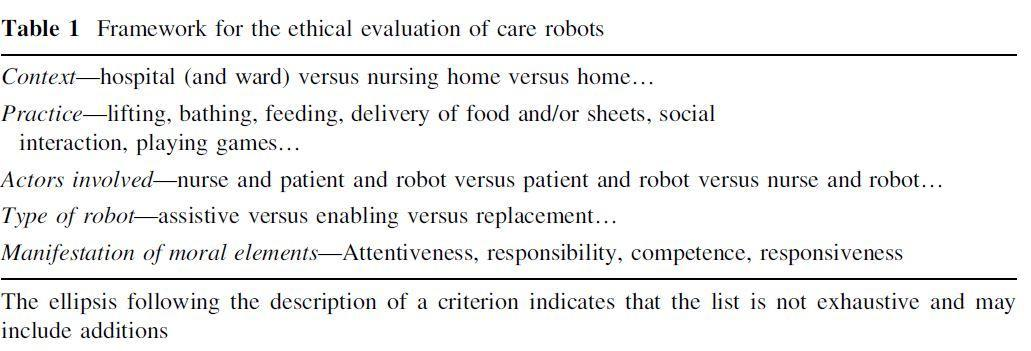 Table 1 Framework for the ethical evaluation of care robots
Context—hospital (and ward) versus nursing home versus home…
Practice—lifting, bathing, feeding, delivery of food and/or sheets, social
interaction, playing games…
Actors involved—nurse and patient and robot versus patient and robot versus nurse and robot…
Type of robot—assistive versus enabling versus replacement…
Manifestation of moral elements—Attentiveness, responsibility, competence, responsiveness
The ellipsis following the description of a criterion indicates that the list is not exhaustive and may
include additions